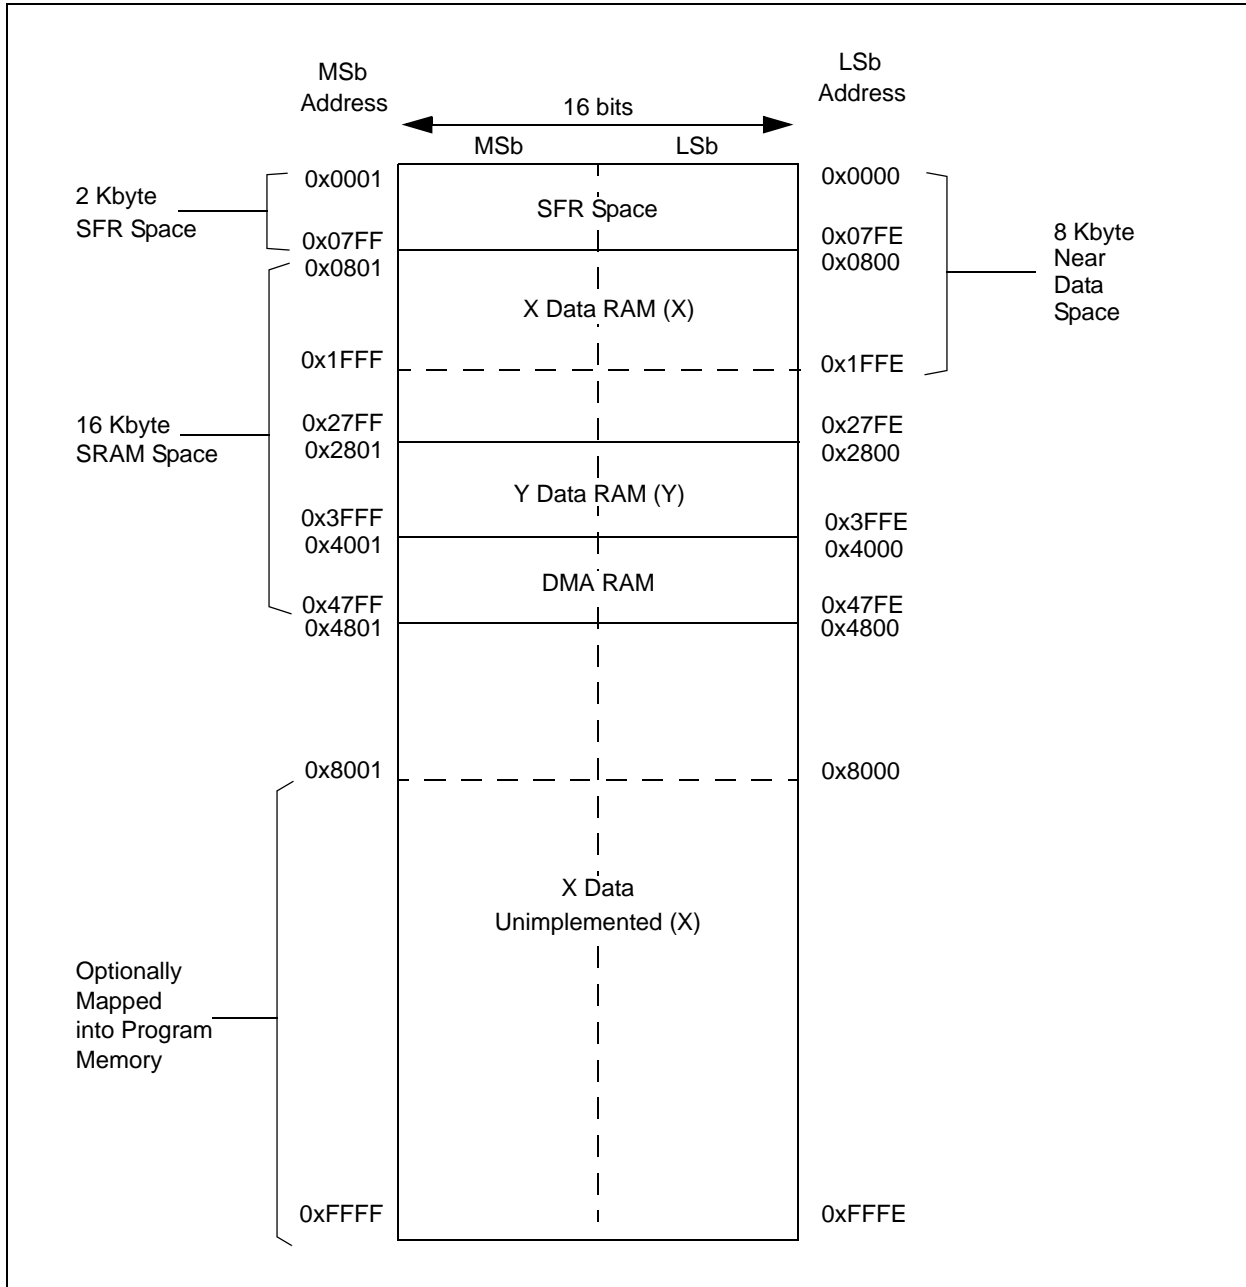 MSb
Address
LSb
Address
16 bits
MSb
LSb
2 Kbyte
SFR Space
0x0001
SFR Space
0x0000
0x07FF
0x0801
0x07FE
0x0800
8 Kbyte
Near
Data
Space
X Data RAM (X)
0x1FFF
0x1FFE
16 Kbyte
SRAM Space
0x27FF
0x2801
0x27FE
0x2800
Y Data RAM (Y)
0x3FFF
0x4001
0x3FFE
0x4000
DMA RAM
0x47FF
0x4801
0x47FE
0x4800
0x8001
0x8000
X Data
Unimplemented (X)
Optionally
Mapped
into Program
Memory
0xFFFF
0xFFFE